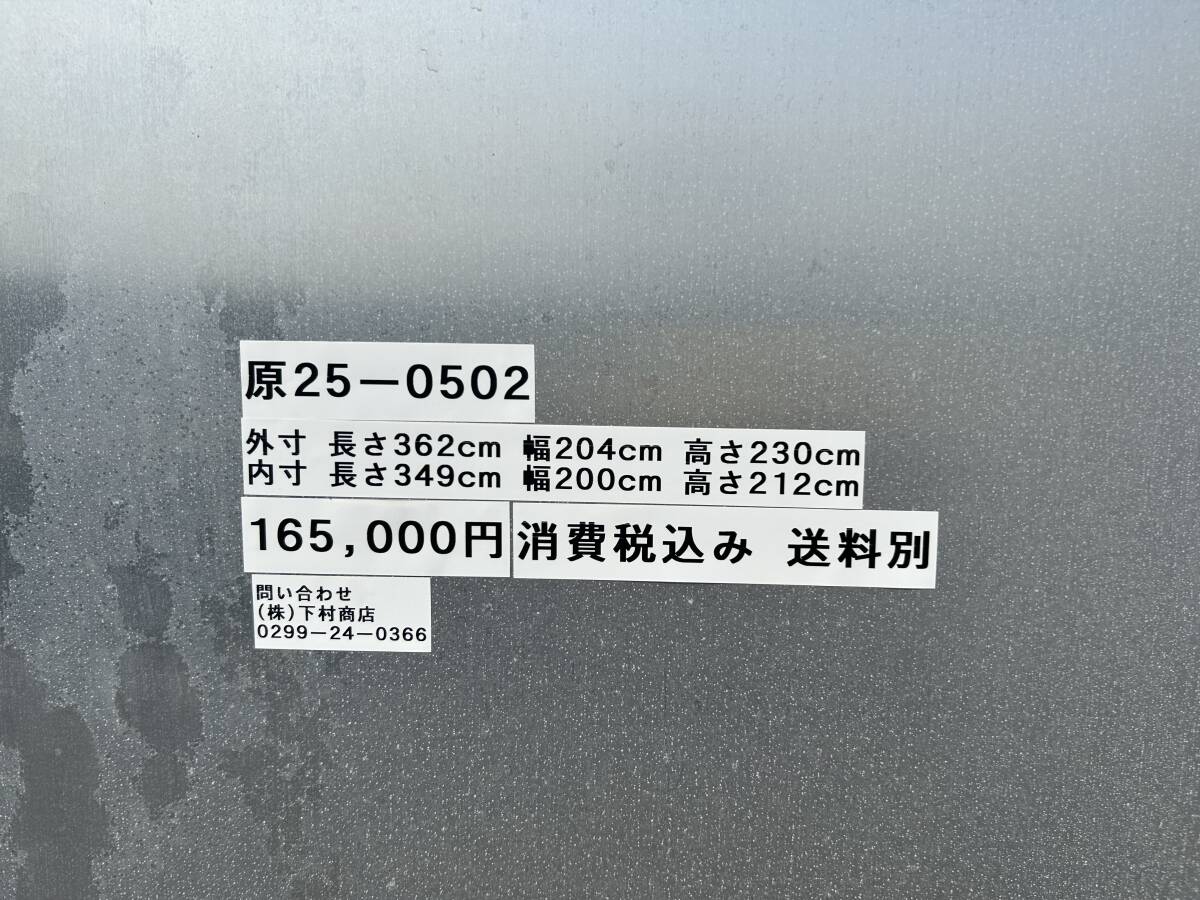 原25－0502
外寸 長さ362cm 幅204cm 高さ230cm
内寸 長さ349cm 幅200cm 高さ212cm
165,000円 消費税込み 送料別
問い合わせ
(株)下村商店
0299－24－0366